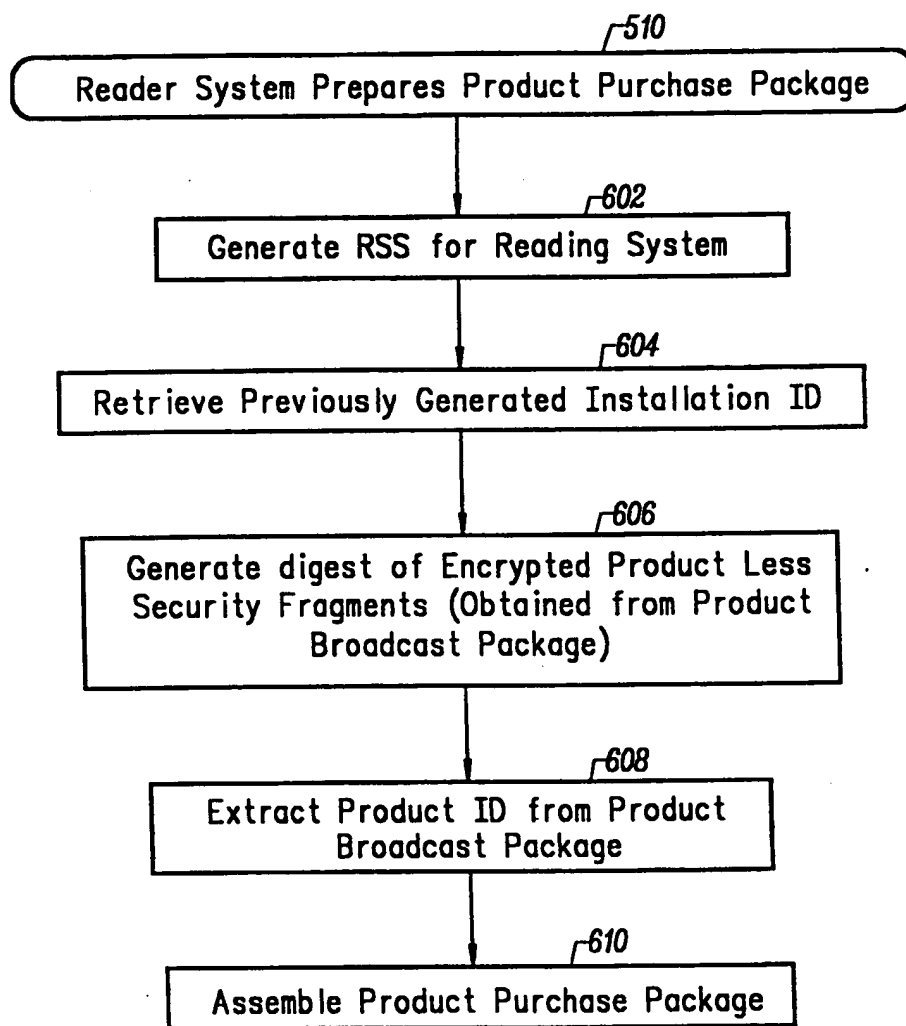 510
Reader System Prepares Product Purchase Package
602
Generate RSS for Reading System
604
Retrieve Previously Generated Installation ID
606
Generate digest of Encrypted Product Less
Security Fragments (Obtained from Product
Broadcast Package)
608
Extract Product ID from Product
Broadcast Package
610
Assemble Product Purchase Package